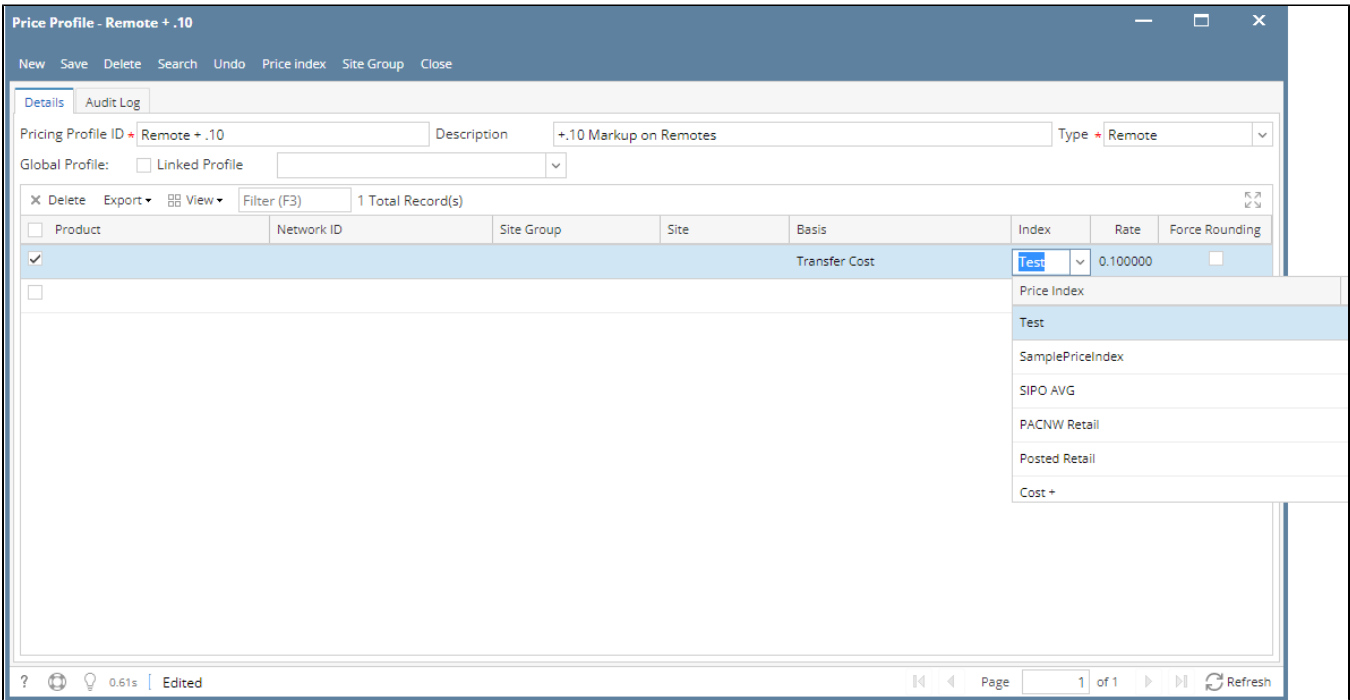 Price Profile - Remote + .10
New Save Delete Search Undo Price index Site Group Close
Details Audit Log
Pricing Profile ID * Remote + .10 Description +.10 Markup on Remotes Type * Remote
Global Profile: Linked Profile
Delete Export View Filter (F3) 1 Total Record(s)
Product Network ID Site Group Site Basis Index Rate Force Rounding
Transfer Cost Test 0.100000
Price Index
Test
SamplePriceIndex
SIPO AVG
PACNW Retail
Posted Retail
Cost +
? 0.61s Edited Page 1 of 1 Refresh